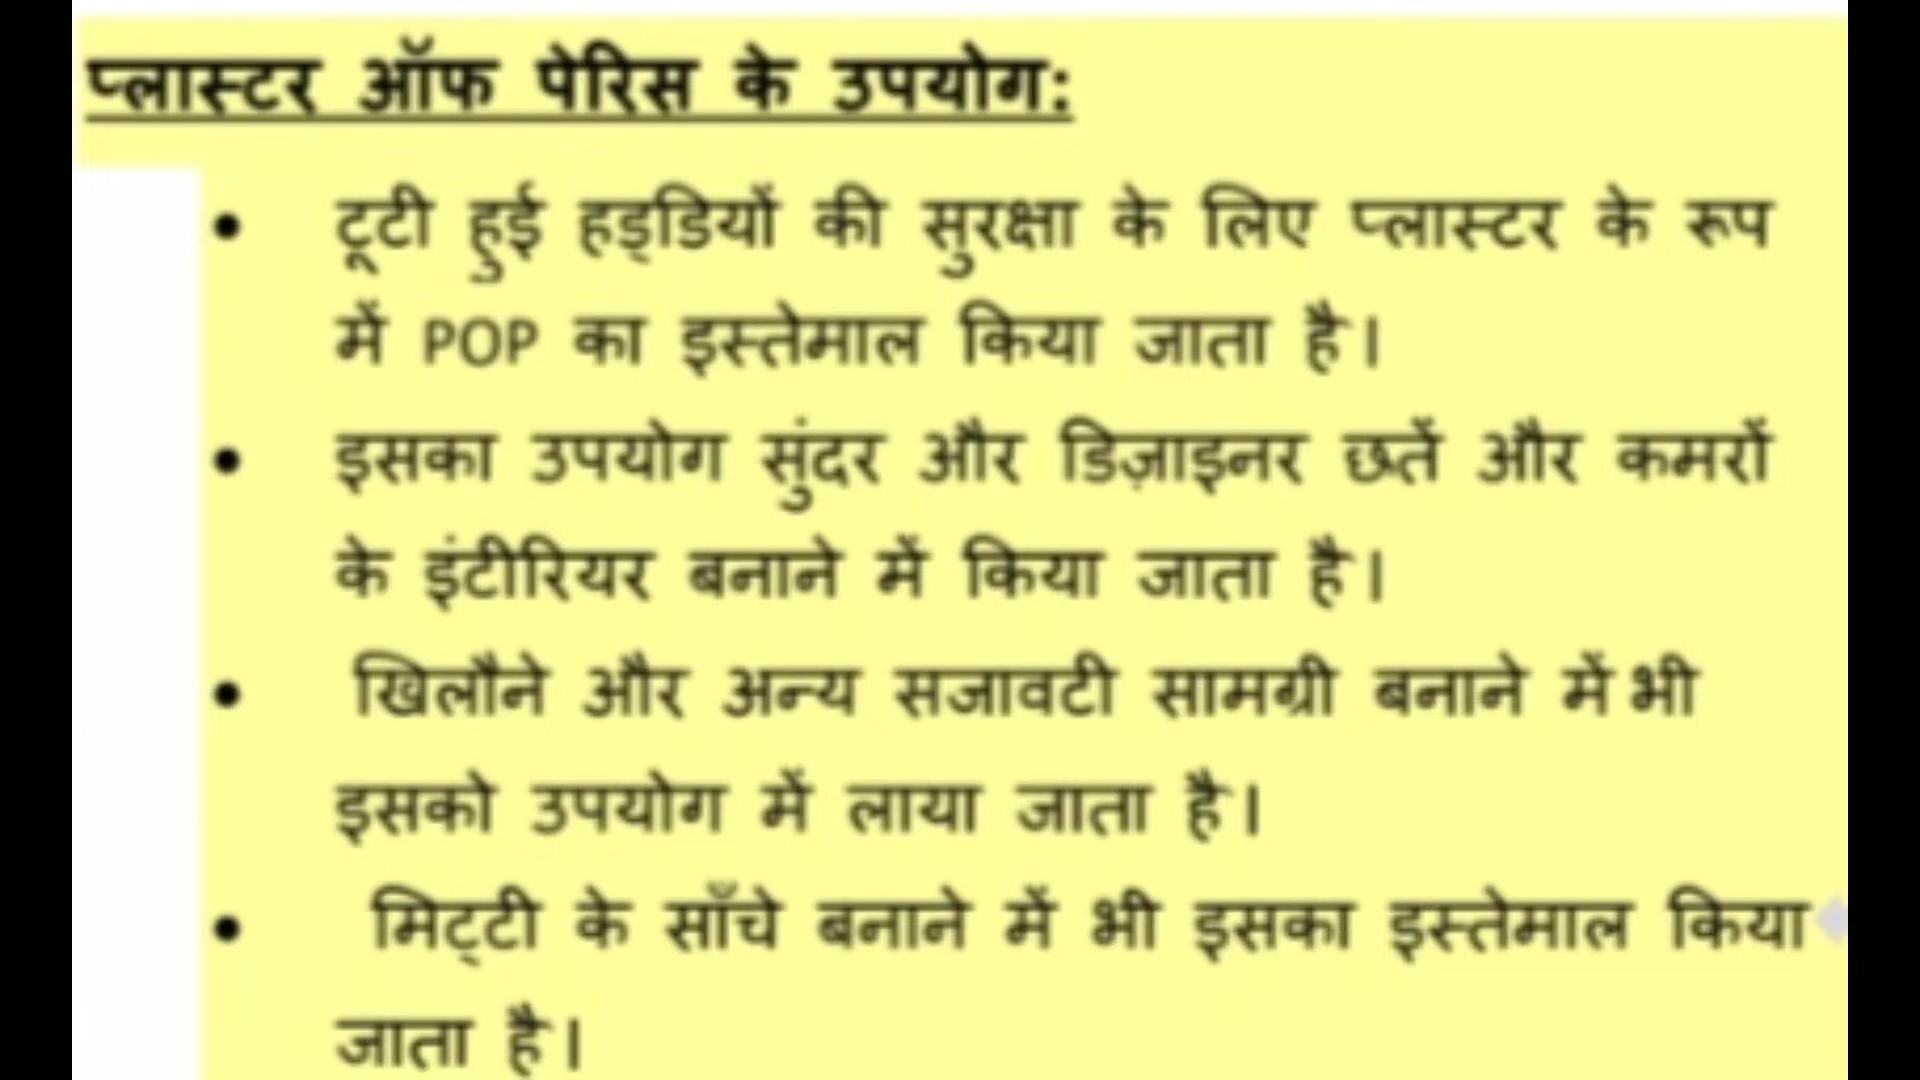 प्लास्टर ऑफ पेरिस के उपयोग:
• टूटी हुई हड्डियों की सुरक्षा के लिए प्लास्टर के रूप
में POP का इस्तेमाल किया जाता है।
• इसका उपयोग सुंदर और डिज़ाइनर छतें और कमरों
के इंटीरियर बनाने में किया जाता है।
• खिलौने और अन्य सजावटी सामग्री बनाने में भी
इसको उपयोग में लाया जाता है।
• मिट्टी के साँचे बनाने में भी इसका इस्तेमाल किया
जाता है।